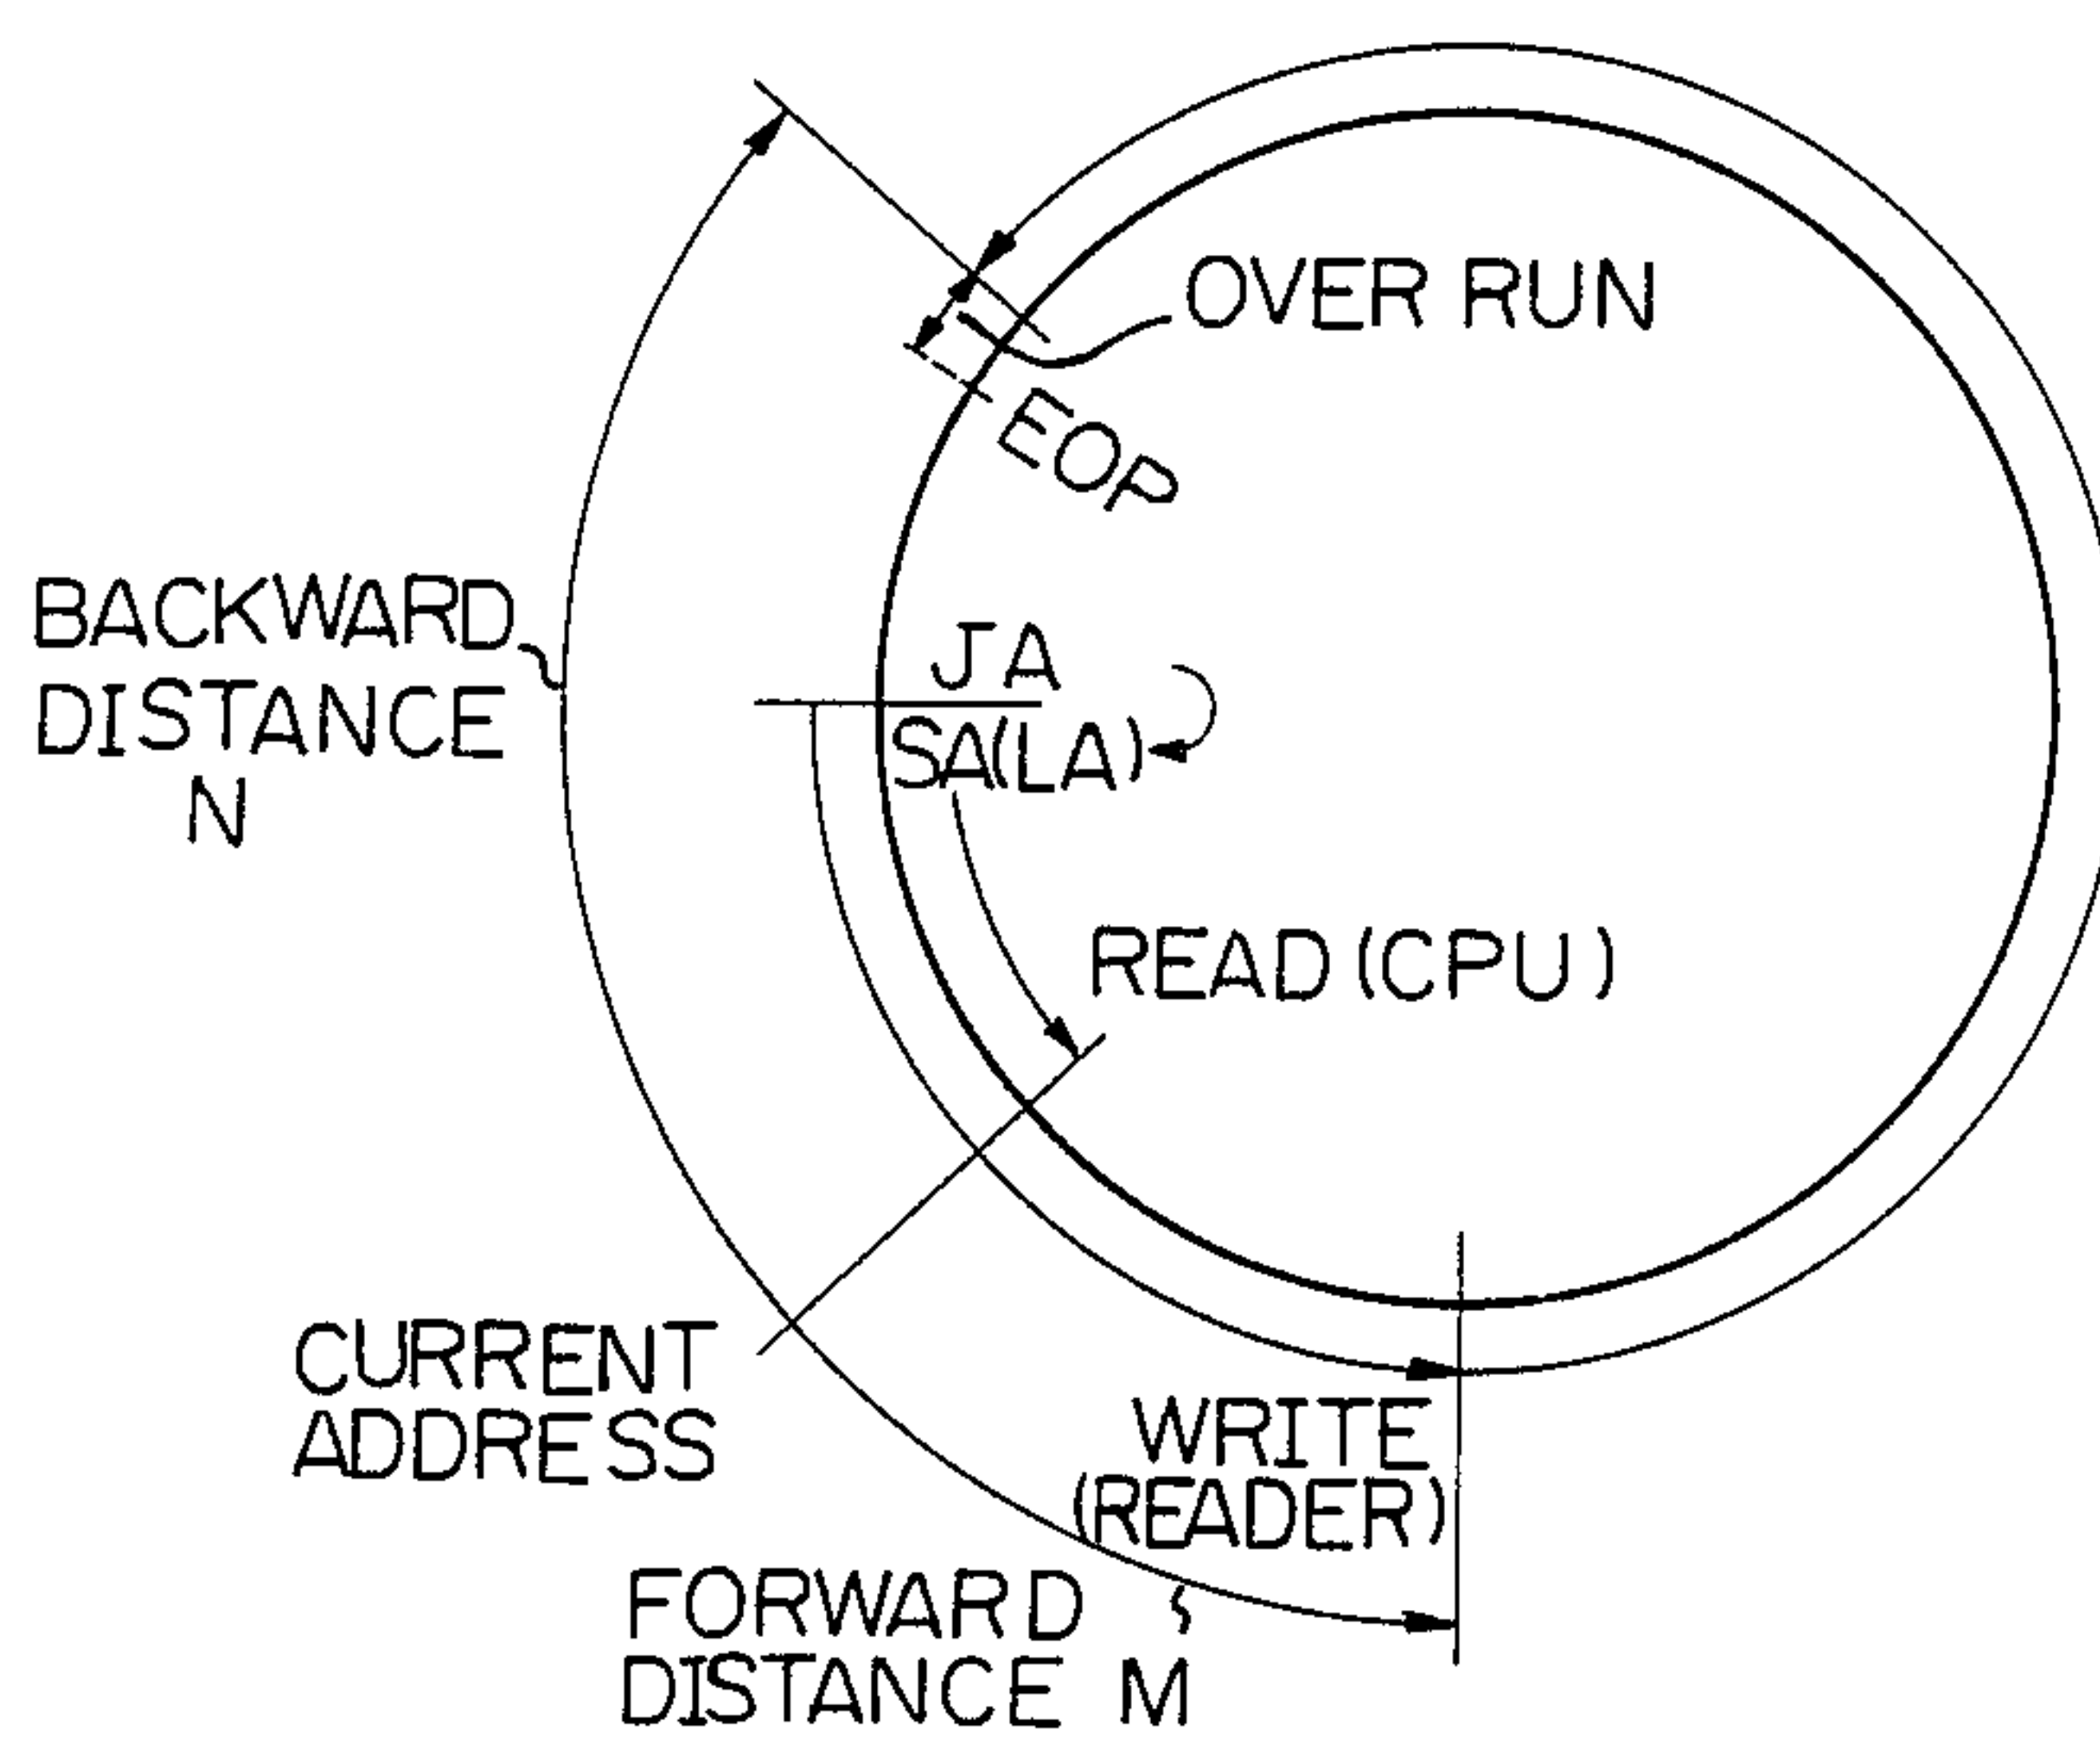 OVER RUN
EOP
BACKWARD
DISTANCE
N
JA
SA(LA)
READ (CPU)
CURRENT
ADDRESS
WRITE
(READER)
FORWARD
DISTANCE M